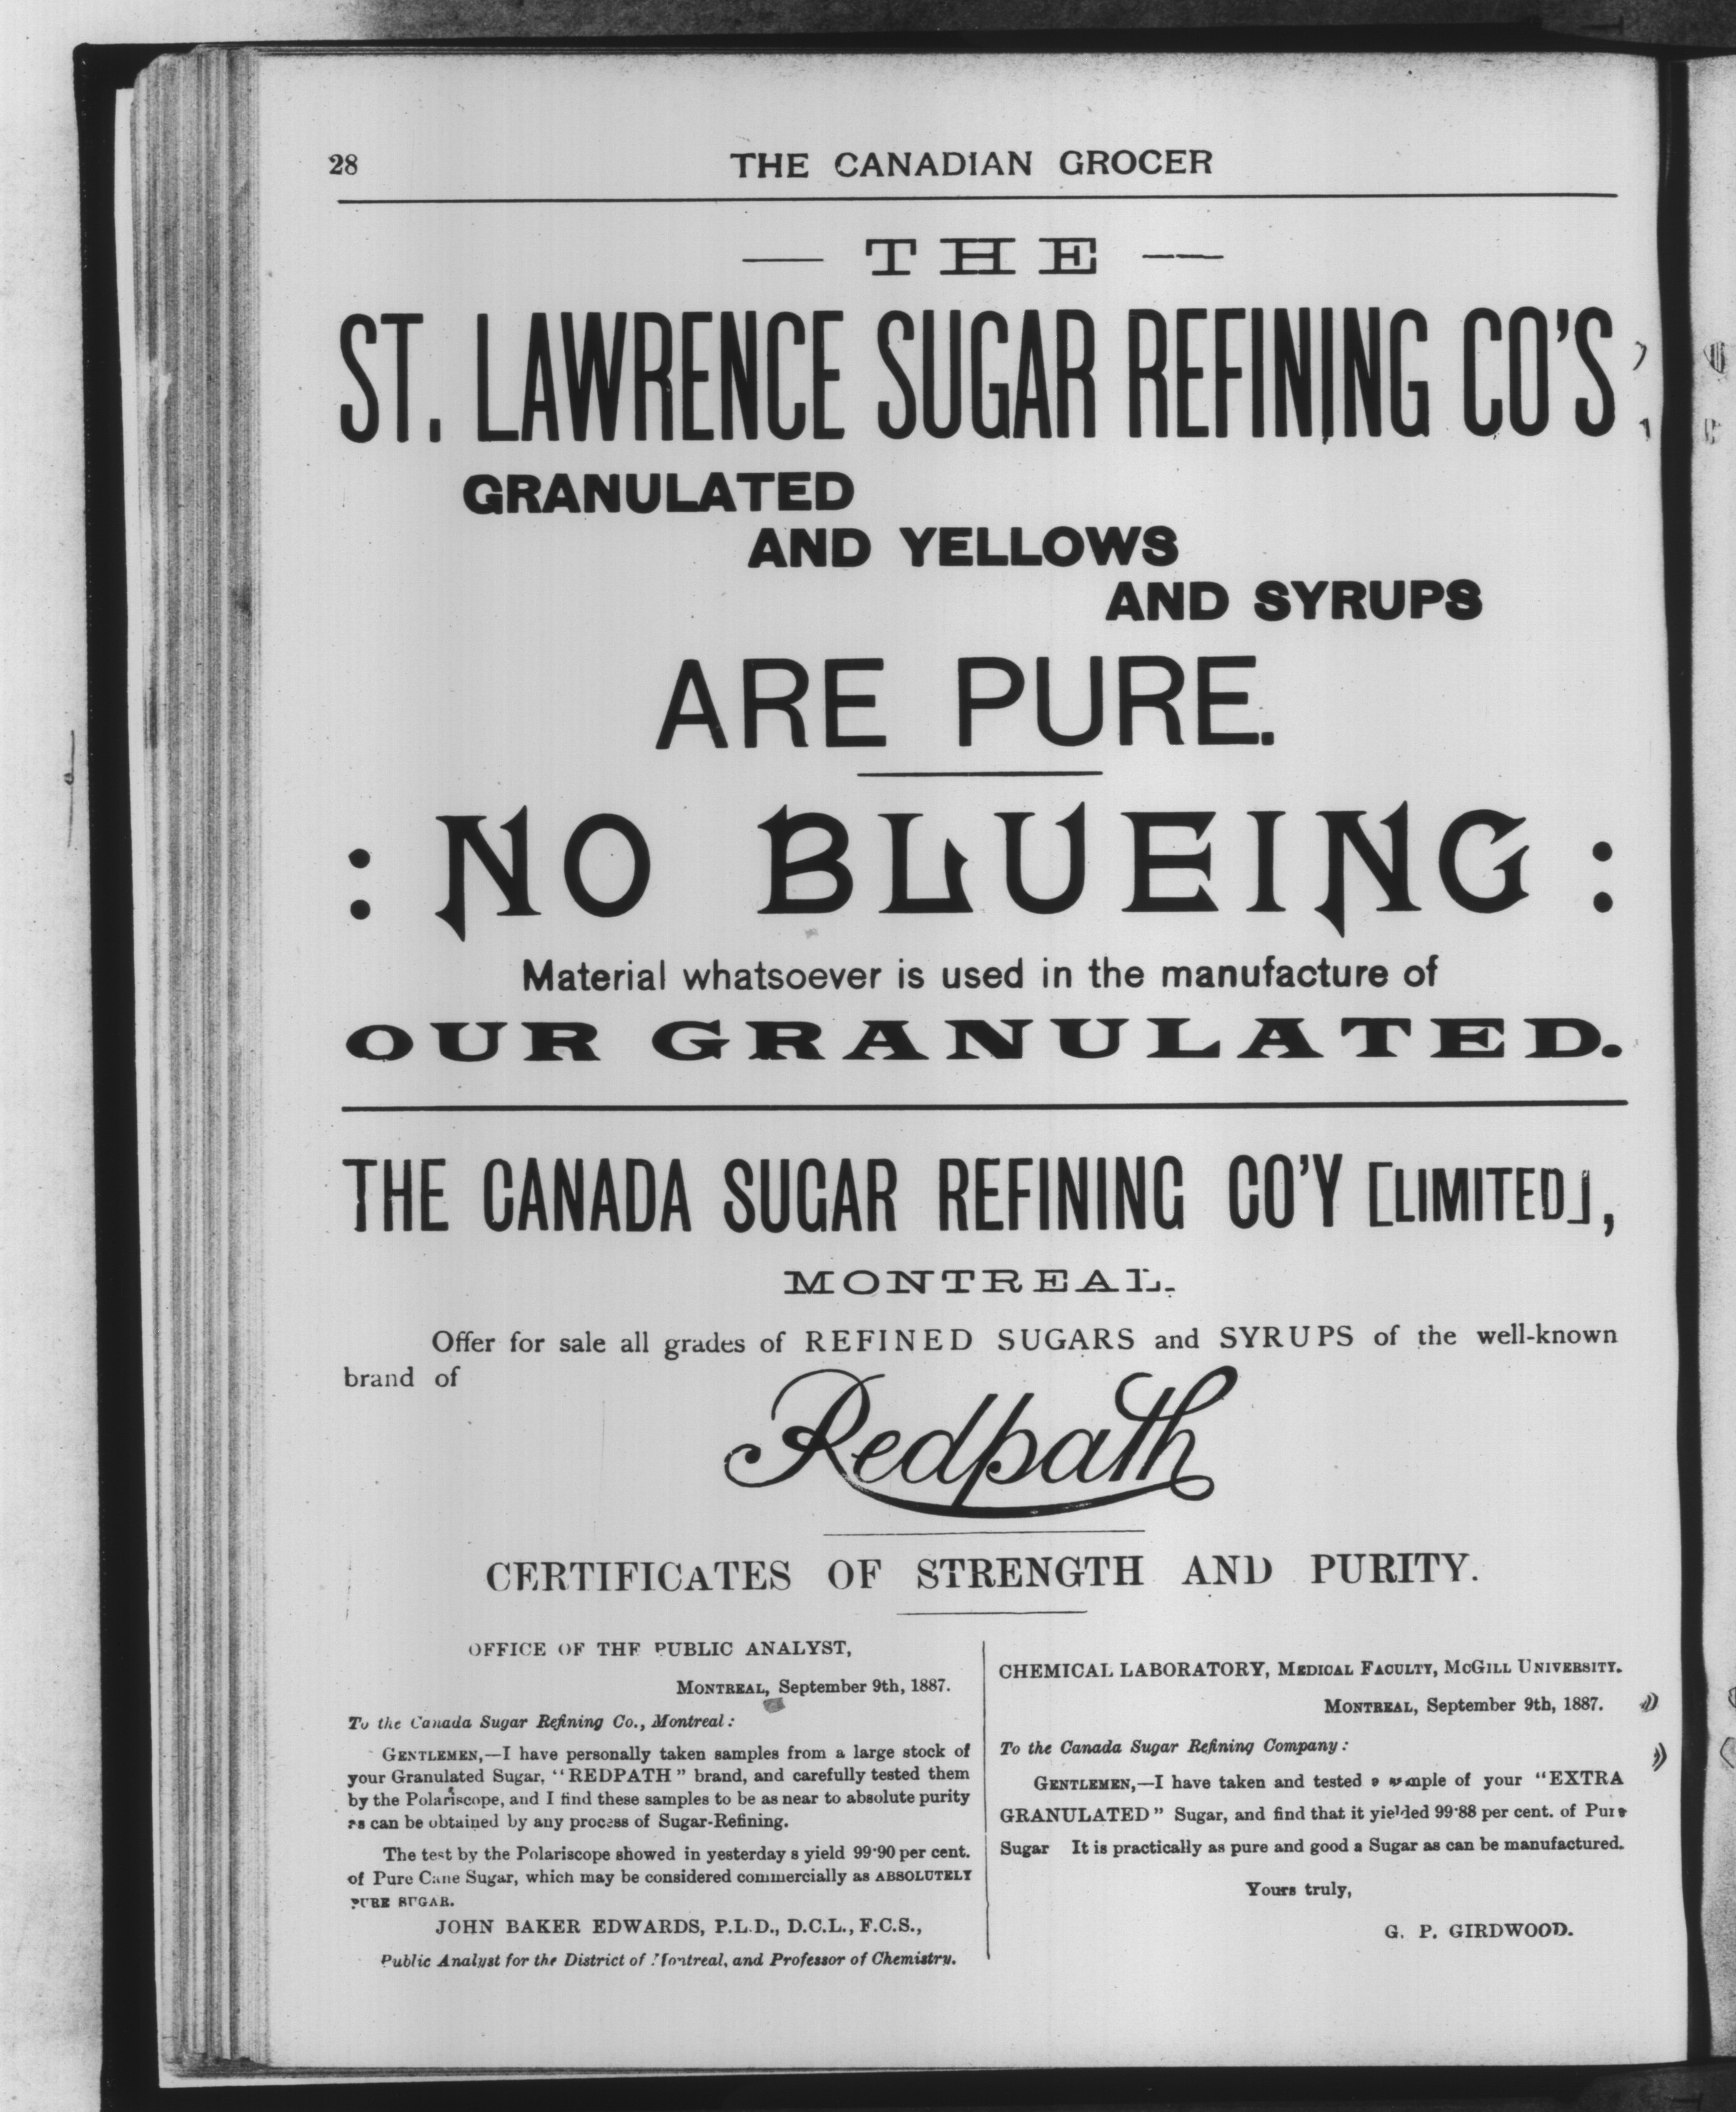 28
THE CANADIAN GROCER
— THE —
ST. LAWRENCE SUGAR REFINING CO'S
GRANULATED
AND YELLOWS
AND SYRUPS
ARE PURE.
: NO BLUEING :
Material whatsoever is used in the manufacture of
OUR GRANULATED.
THE CANADA SUGAR REFINING CO'Y [LIMITED],
MONTREAL.
Offer for sale all grades of REFINED SUGARS and SYRUPS of the well-known
brand of
Redpath
CERTIFICATES OF STRENGTH AND PURITY.
OFFICE OF THE PUBLIC ANALYST,
MONTREAL, September 9th, 1887.
To the Canada Sugar Refining Co., Montreal:
GENTLEMEN,—I have personally taken samples from a large stock of
your Granulated Sugar, "REDPATH" brand, and carefully tested them
by the Polariscope, and I find these samples to be as near to absolute purity
as can be obtained by any process of Sugar-Refining.
The test by the Polariscope showed in yesterday s yield 99·90 per cent.
of Pure Cane Sugar, which may be considered commercially as ABSOLUTELY
PURE SUGAR.
JOHN BAKER EDWARDS, P.L.D., D.C.L., F.C.S.,
Public Analyst for the District of Montreal, and Professor of Chemistry.
CHEMICAL LABORATORY, MEDICAL FACULTY, MCGILL UNIVERSITY.
MONTREAL, September 9th, 1887.
To the Canada Sugar Refining Company:
GENTLEMEN,—I have taken and tested a sample of your "EXTRA
GRANULATED" Sugar, and find that it yielded 99·88 per cent. of Pure
Sugar It is practically as pure and good a Sugar as can be manufactured.
Yours truly,
G. P. GIRDWOOD.